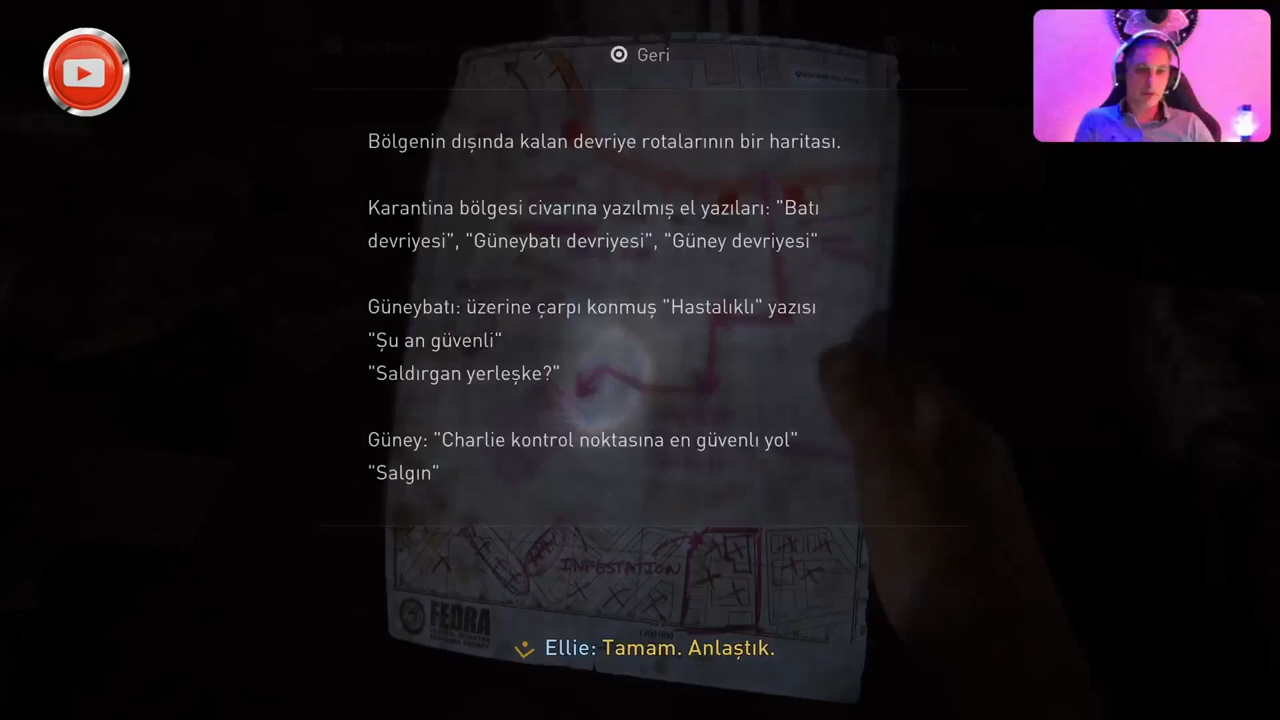 Geri
Bölgenin dışında kalan devriye rotalarının bir haritası.
Karantina bölgesi civarına yazılmış el yazıları: "Batı
devriyesi", "Güneybatı devriyesi", "Güney devriyesi"
Güneybatı: üzerine çarpı konmuş "Hastalıklı" yazısı
"Şu an güvenli"
"Saldırgan yerleşke?"
Güney: "Charlie kontrol noktasına en güvenlı yol"
"Salgın"
INFESTATION
FEDRA
Ellie: Tamam. Anlaştık.